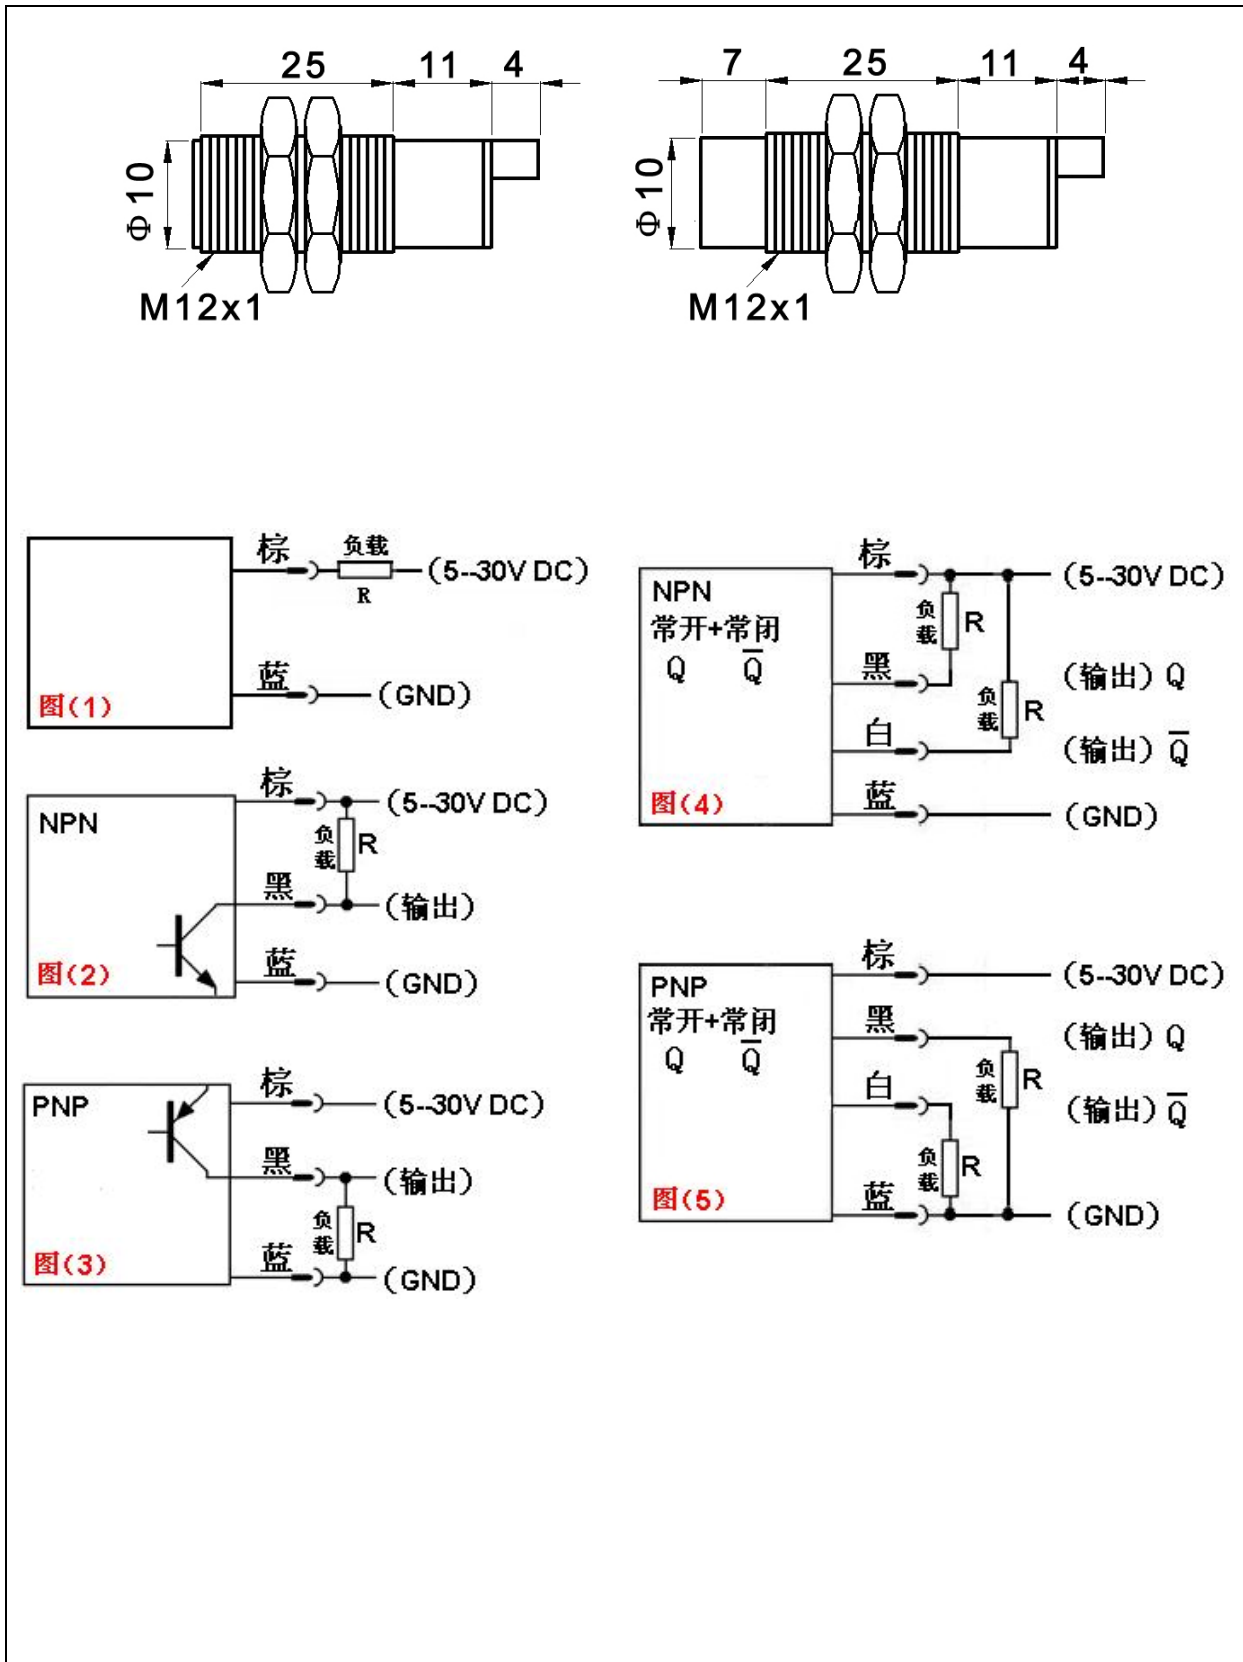 25 11 4
Φ10
M12x1
7 25 11 4
Φ10
M12x1
棕 负载 (5--30V DC)
R
蓝 (GND)
图(1)
NPN
棕 (5--30V DC)
负载 R
黑 (输出)
蓝 (GND)
图(2)
PNP
棕 (5--30V DC)
黑 (输出)
负载 R
蓝 (GND)
图(3)
NPN
常开+常闭
Q Q̅
棕 (5--30V DC)
负载 R
黑 (输出) Q
负载 R
白 (输出) Q̅
蓝 (GND)
图(4)
PNP
常开+常闭
Q Q̅
棕 (5--30V DC)
黑 (输出) Q
负载 R
白 (输出) Q̅
负载 R
蓝 (GND)
图(5)